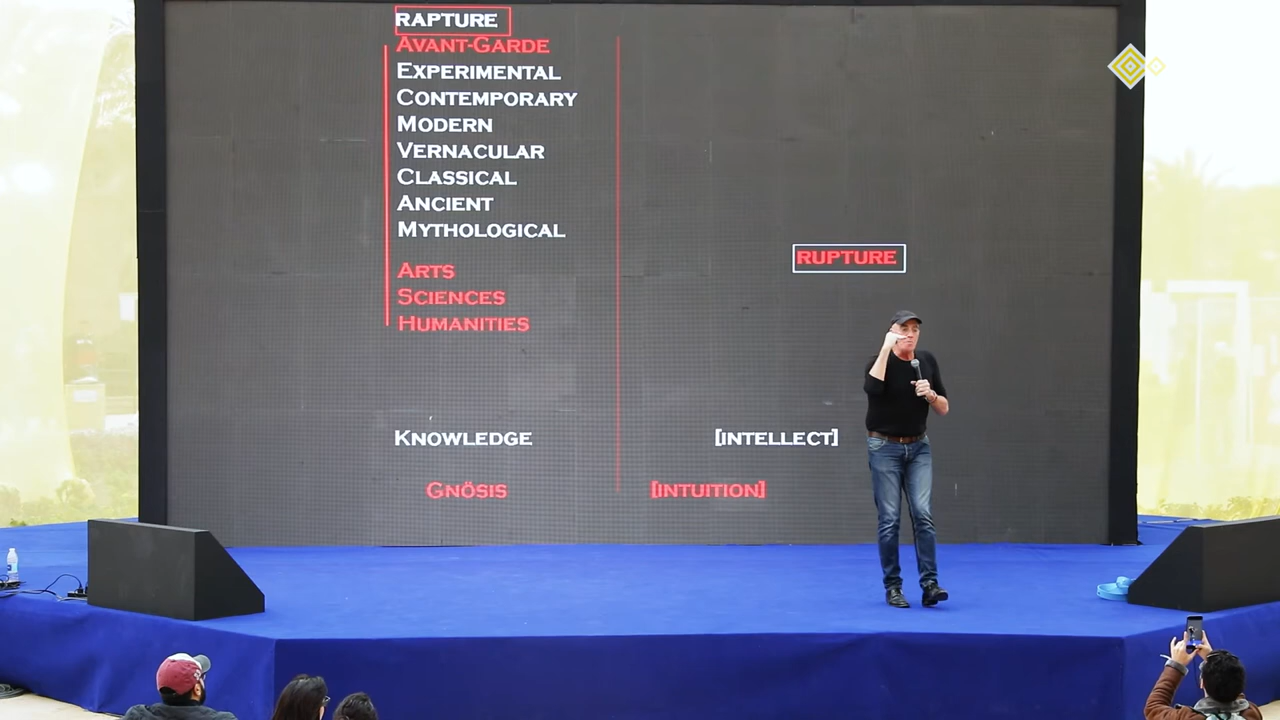 RAPTURE
AVANT-GARDE
EXPERIMENTAL
CONTEMPORARY
MODERN
VERNACULAR
CLASSICAL
ANCIENT
MYTHOLOGICAL
RUPTURE
ARTS
SCIENCES
HUMANITIES
KNOWLEDGE [INTELLECT]
GNÖSIS [INTUITION]